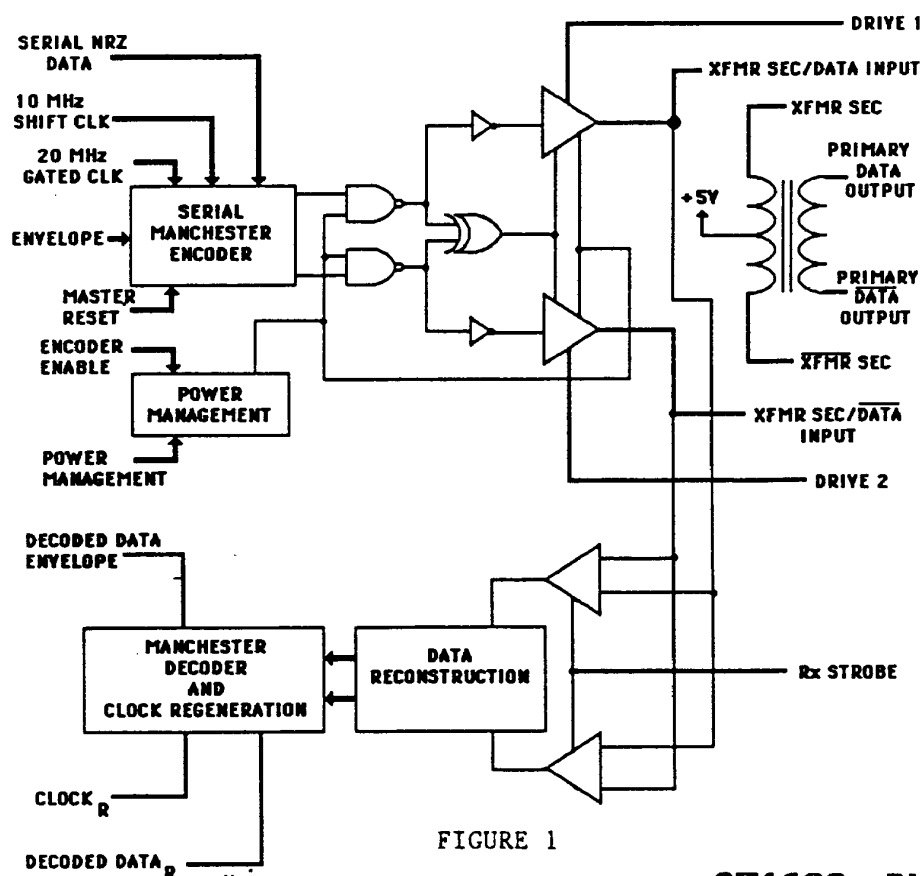 DRIVE 1
SERIAL NRZ
DATA
XFMR SEC/DATA INPUT
10 MHz
SHIFT CLK
XFMR SEC
20 MHz
GATED CLK
PRIMARY
DATA
OUTPUT
+5V
SERIAL
MANCHESTER
ENCODER
ENVELOPE
MASTER
RESET
PRIMARY
DATA
OUTPUT
ENCODER
ENABLE
XFMR SEC
POWER
MANAGEMENT
XFMR SEC/DATA
INPUT
POWER
MANAGEMENT
DRIVE 2
DECODED DATA
ENVELOPE
MANCHESTER
DECODER
AND
CLOCK REGENERATION
DATA
RECONSTRUCTION
Rx STROBE
CLOCK R
FIGURE 1
DECODED DATA R